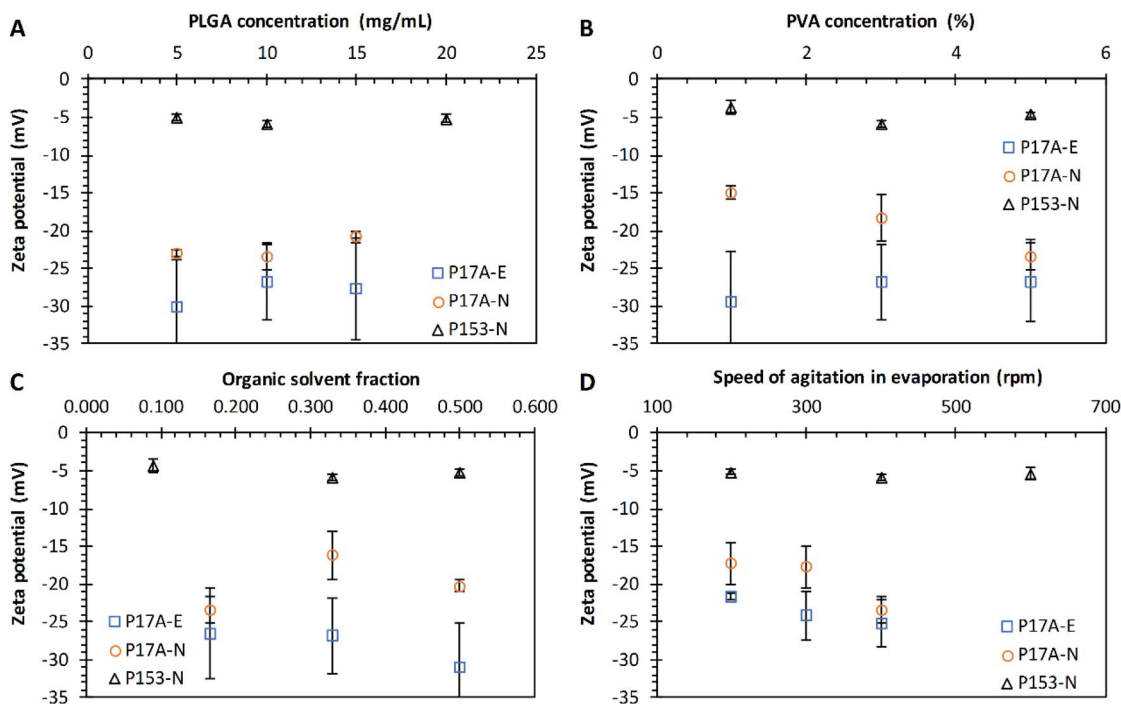 A
PLGA concentration (mg/mL)
0 5 10 15 20 25
0
-5
-10
-15
-20
-25
-30
-35
Zeta potential (mV)
P17A-E
P17A-N
P153-N
B
PVA concentration (%)
0 2 4 6
0
-5
-10
-15
-20
-25
-30
-35
Zeta potential (mV)
P17A-E
P17A-N
P153-N
C
Organic solvent fraction
0.000 0.100 0.200 0.300 0.400 0.500 0.600
0
-5
-10
-15
-20
-25
-30
-35
Zeta potential (mV)
P17A-E
P17A-N
P153-N
D
Speed of agitation in evaporation (rpm)
100 300 500 700
0
-5
-10
-15
-20
-25
-30
-35
Zeta potential (mV)
P17A-E
P17A-N
P153-N